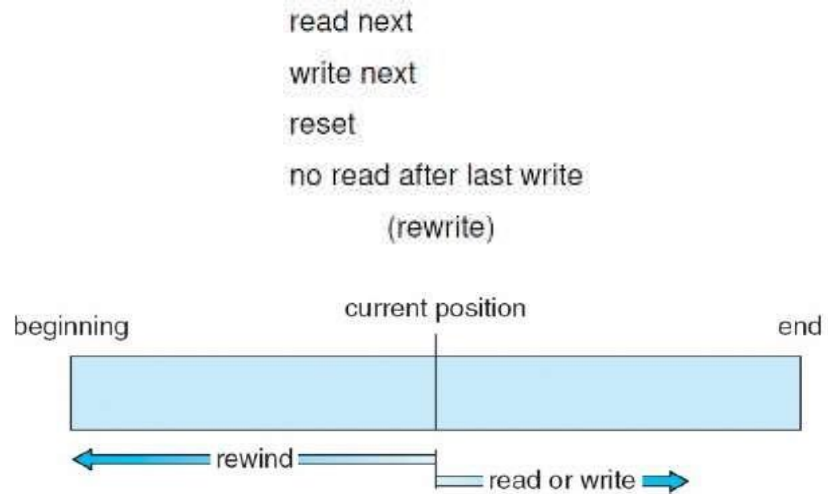 read next
write next
reset
no read after last write
(rewrite)
current position
beginning
end
rewind
read or write